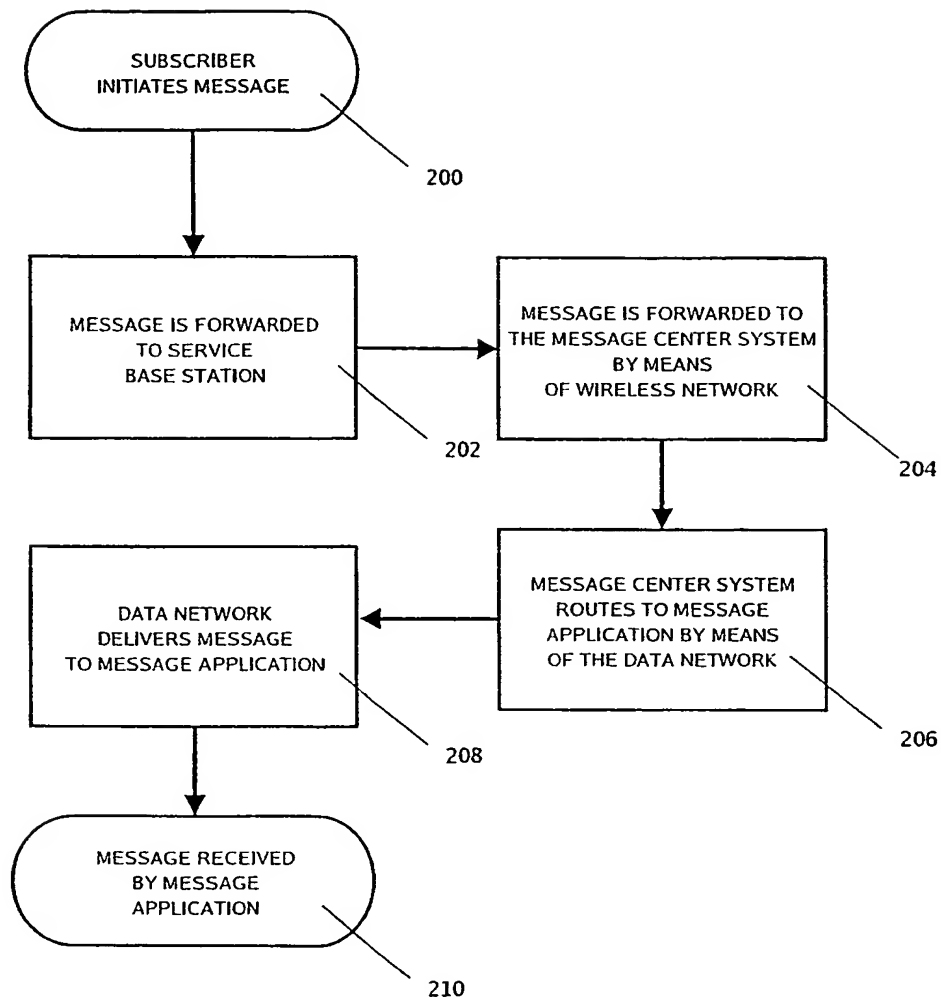 SUBSCRIBER
INITIATES MESSAGE
200
MESSAGE IS FORWARDED
TO SERVICE
BASE STATION
202
MESSAGE IS FORWARDED TO
THE MESSAGE CENTER SYSTEM
BY MEANS
OF WIRELESS NETWORK
204
MESSAGE CENTER SYSTEM
ROUTES TO MESSAGE
APPLICATION BY MEANS
OF THE DATA NETWORK
206
DATA NETWORK
DELIVERS MESSAGE
TO MESSAGE APPLICATION
208
MESSAGE RECEIVED
BY MESSAGE
APPLICATION
210